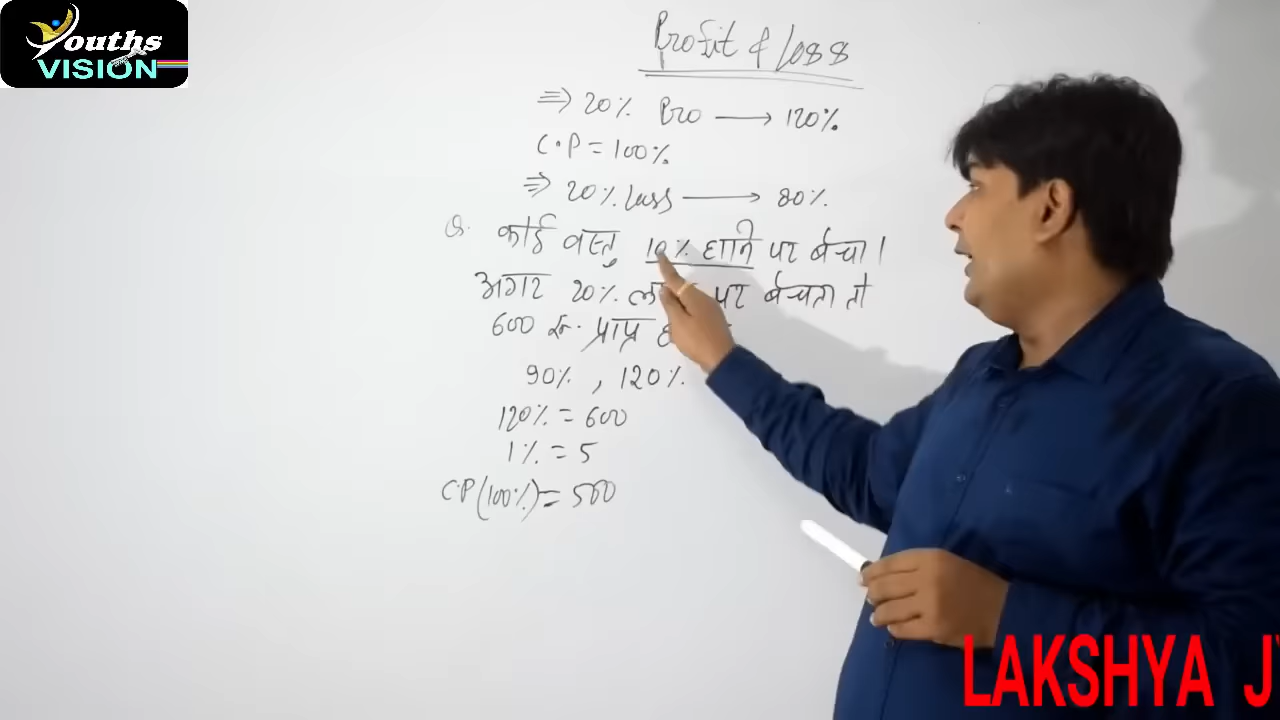 Youths
VISION
Profit & loss
⇒ 20% Pro → 120%
C.P = 100%
⇒ 20% Loss → 80%
Q. कोई वस्तु 10% हानि पर बेचा।
अगर 20% पर बेचता तो
600 रू. प्राप्त
90% , 120%
120% = 600
1% = 5
C.P (100%) = 500
LAKSHYA